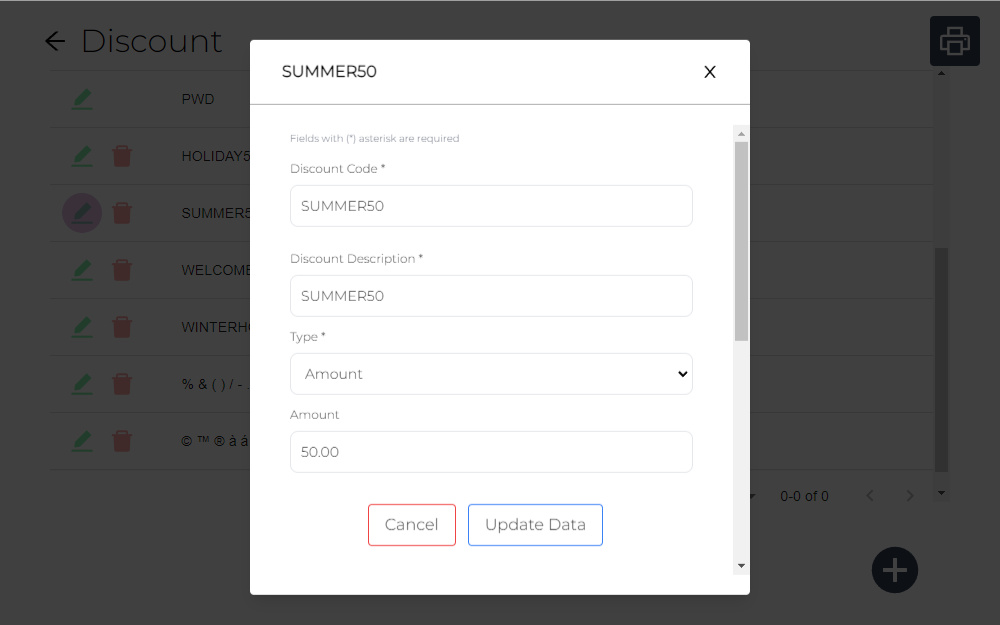 Discount
SUMMER50
X
PWD
HOLIDAY5
SUMMER5
WELCOME
WINTERH
% & ( ) / - .
© ™ ® à á
Fields with (*) asterisk are required
Discount Code *
SUMMER50
Discount Description *
SUMMER50
Type *
Amount
Amount
50.00
Cancel
Update Data
0-0 of 0